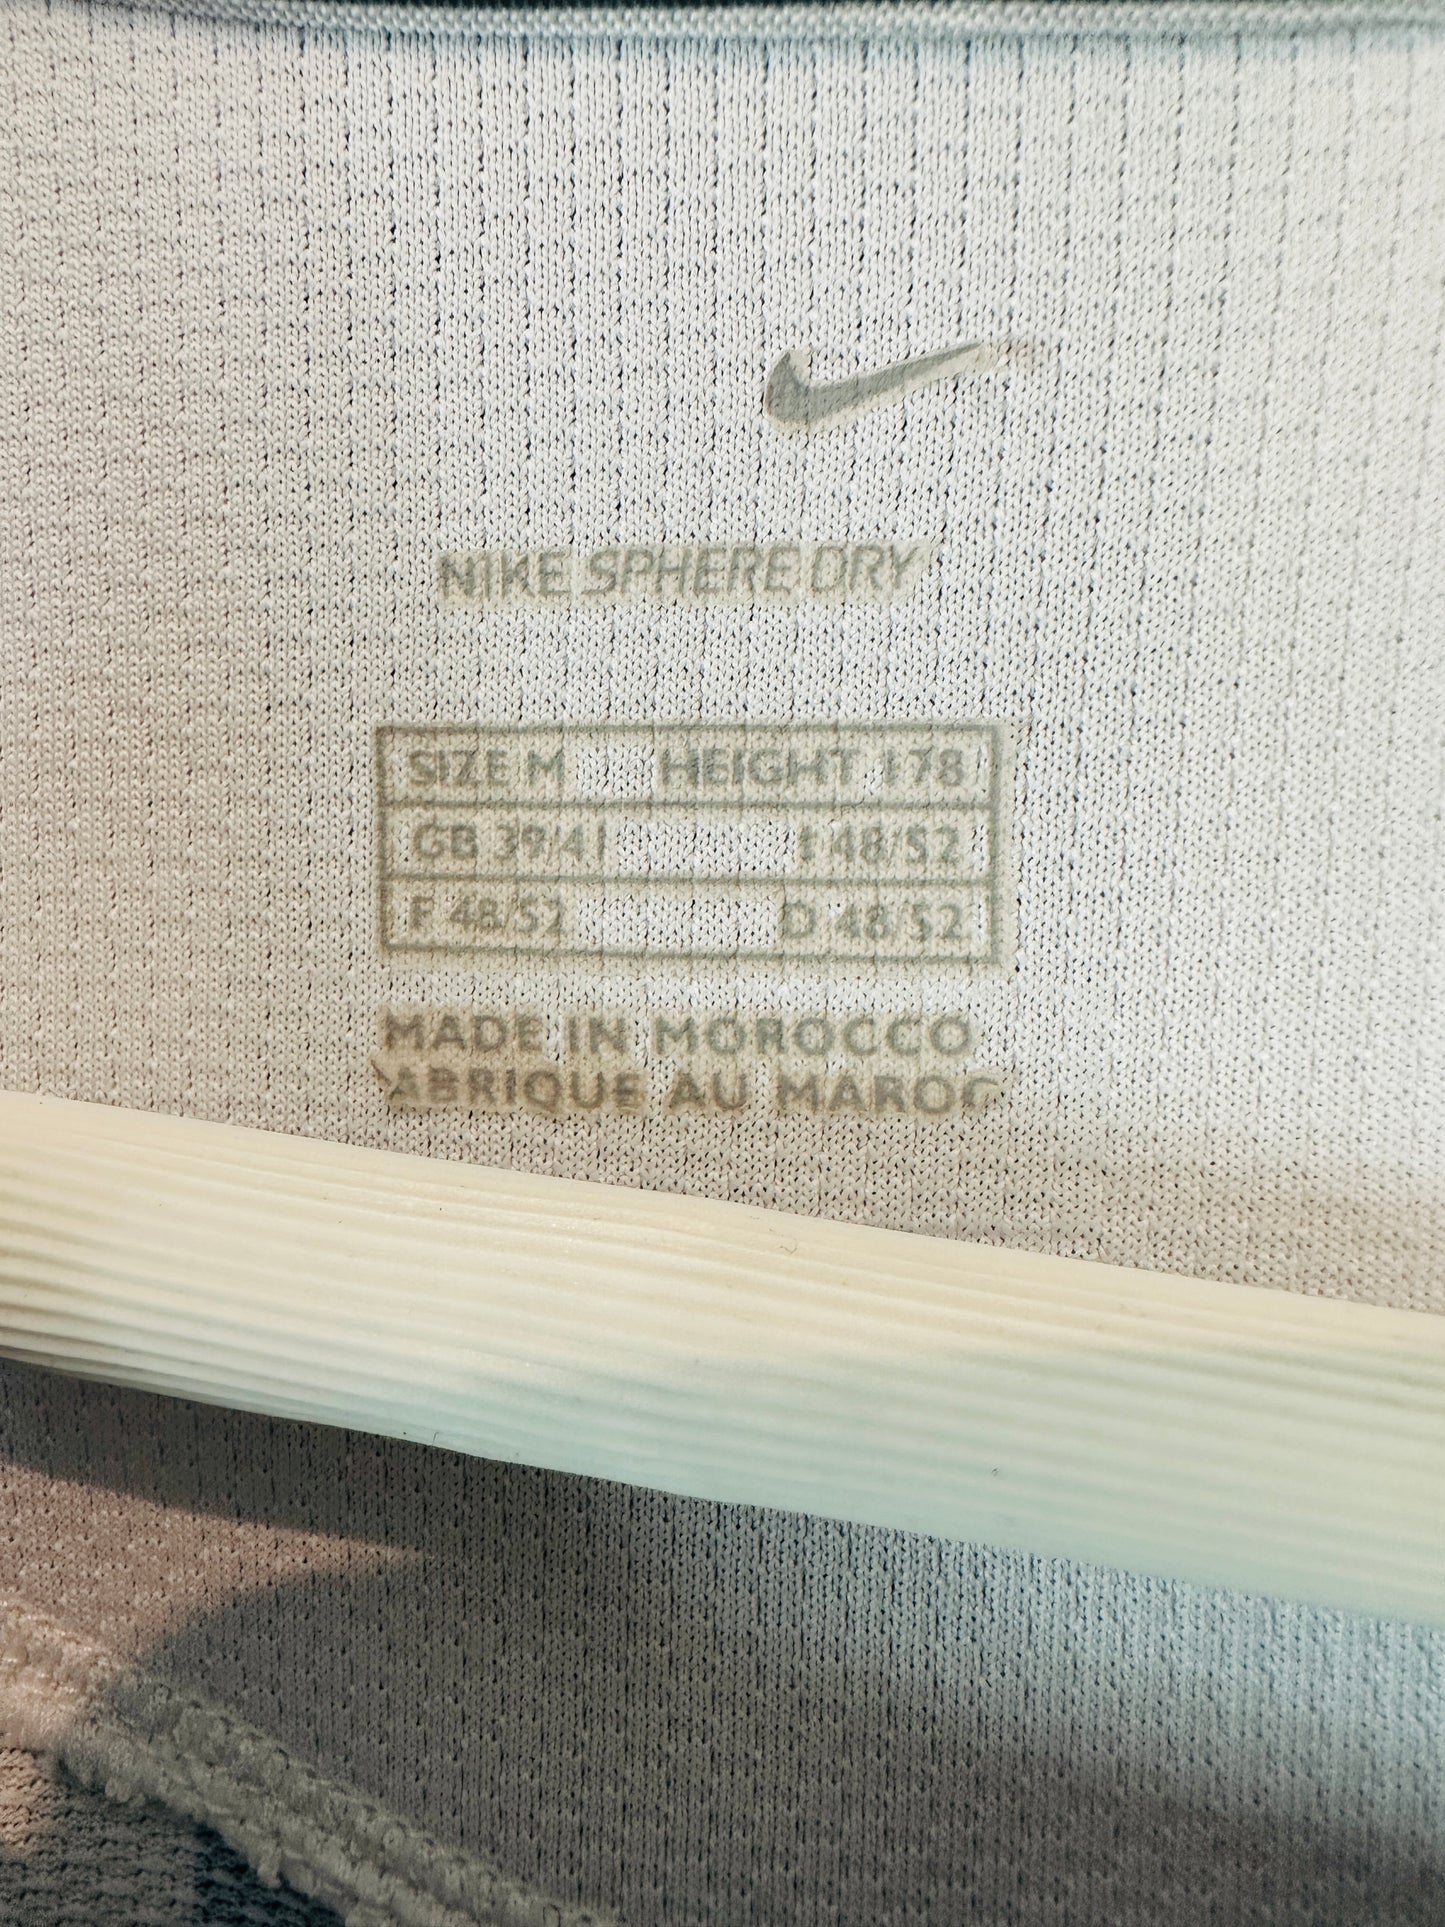 NIKE SPHERE DRY
SIZE M HEIGHT 178
GB 39/41 I 48/52
F 48/52 D 48/52
MADE IN MOROCCO
FABRIQUE AU MAROC